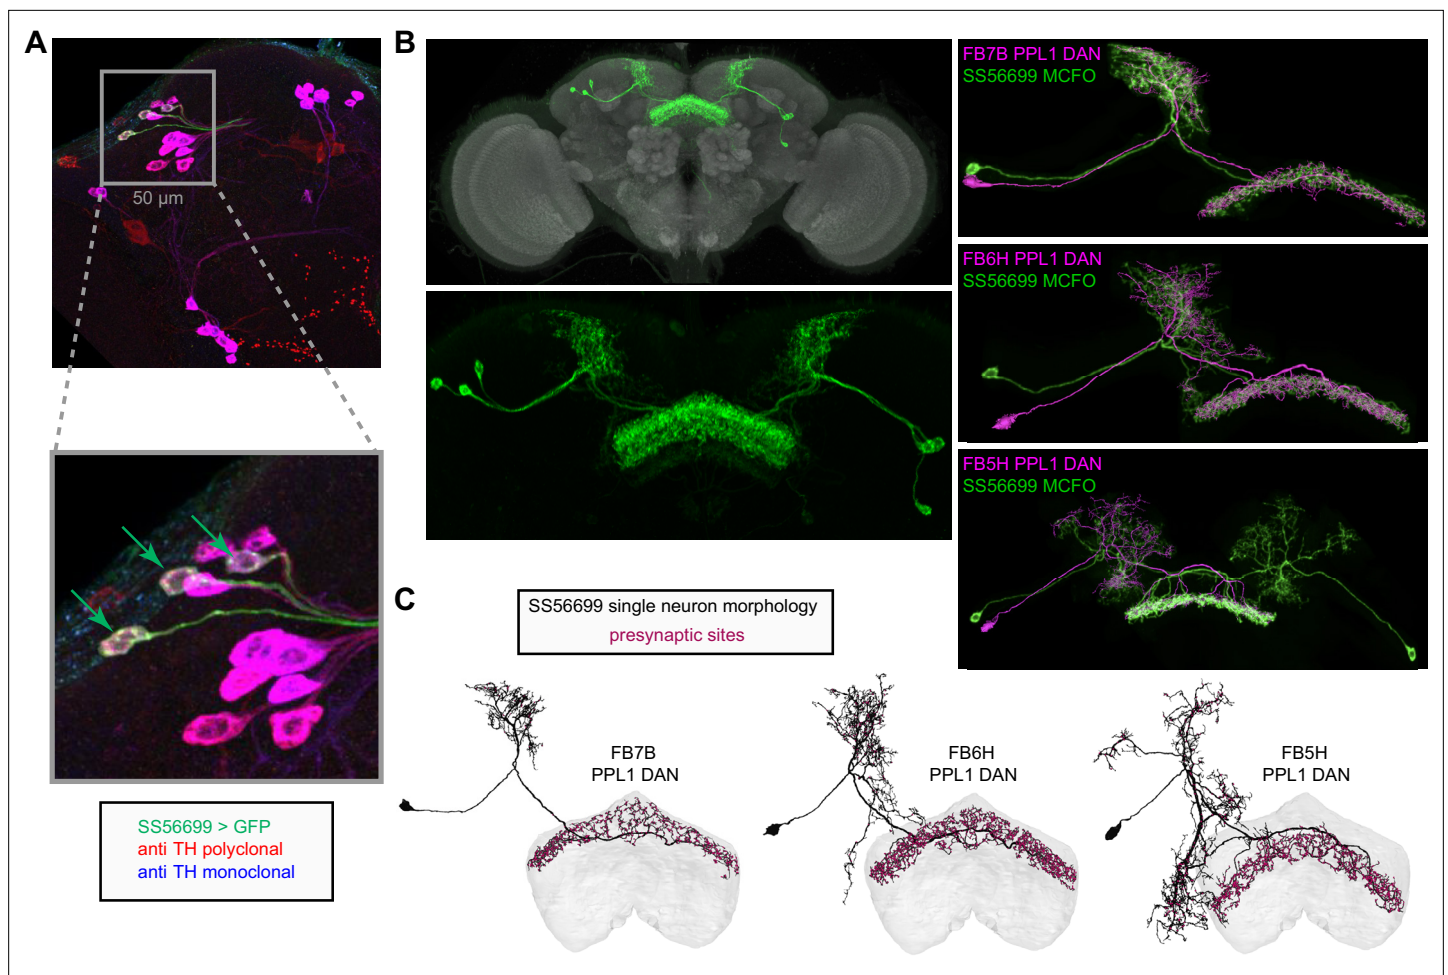 A
50 µm
SS56699 > GFP
anti TH polyclonal
anti TH monoclonal
B
FB7B PPL1 DAN
SS56699 MCFO
FB6H PPL1 DAN
SS56699 MCFO
FB5H PPL1 DAN
SS56699 MCFO
C
SS56699 single neuron morphology
presynaptic sites
FB7B
PPL1 DAN
FB6H
PPL1 DAN
FB5H
PPL1 DAN